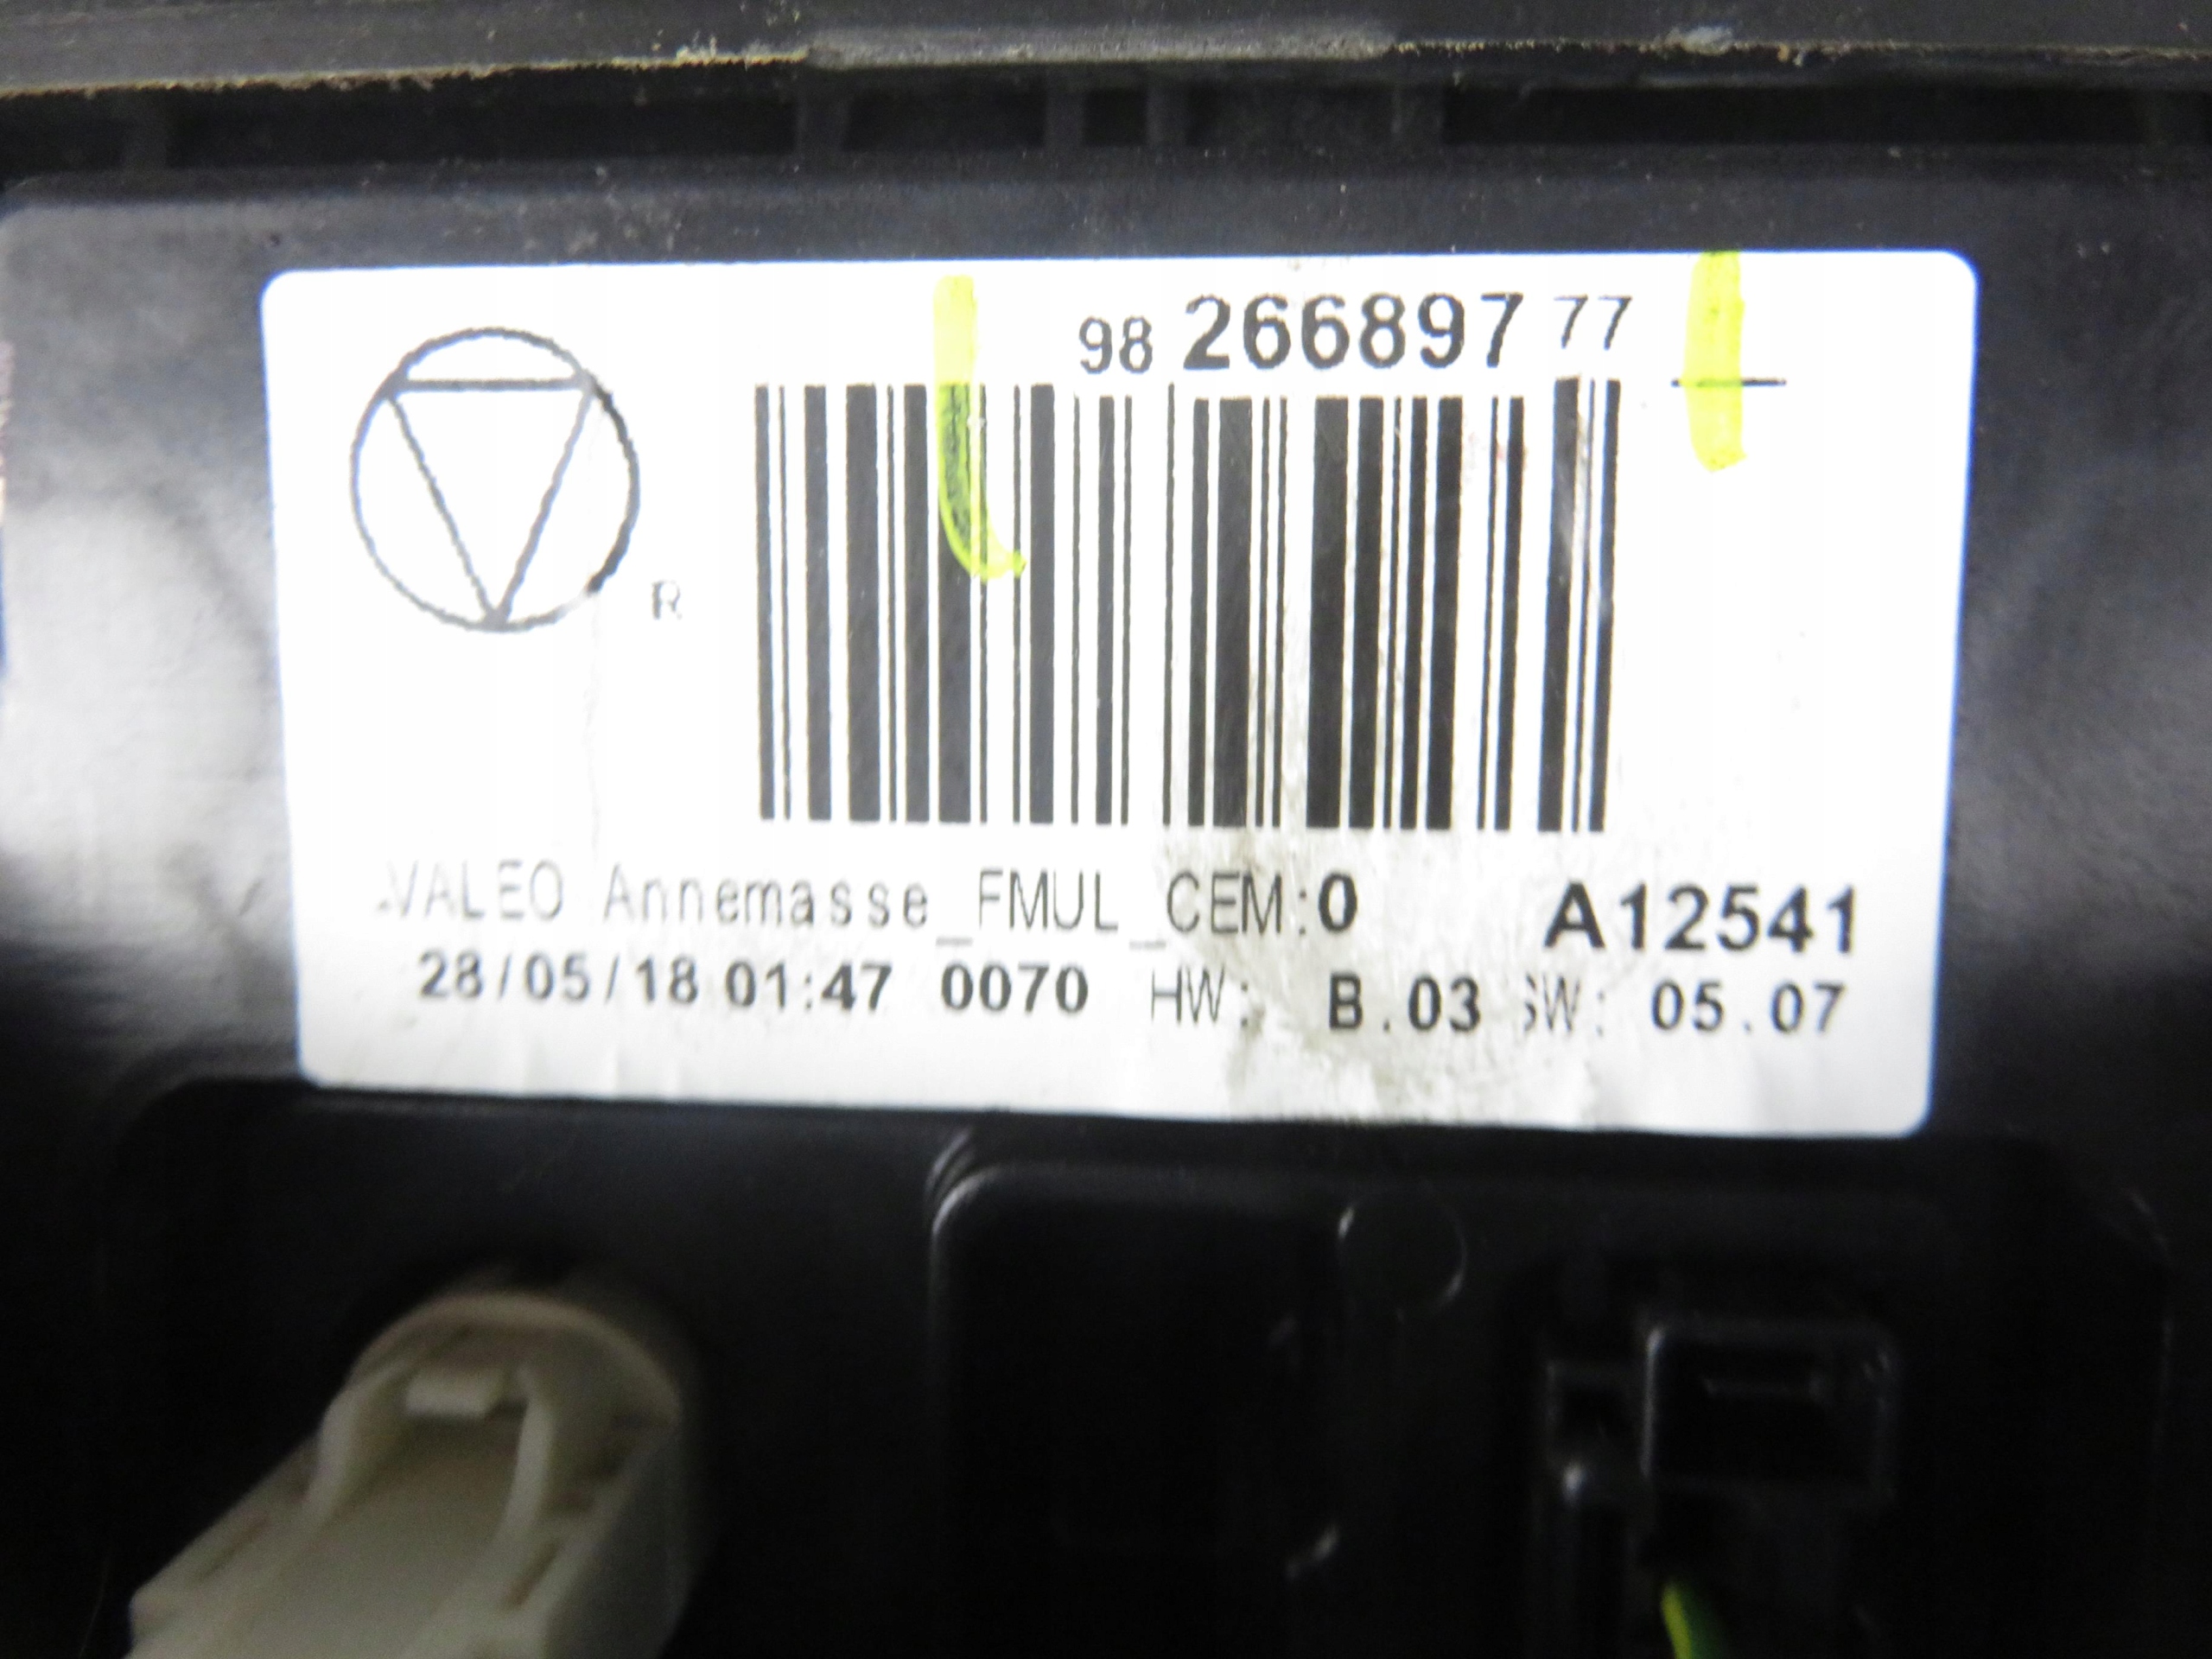 98 266897 77
R
VALEO Annemasse_FMUL_CEM:0 A12541
28/05/18 01:47 0070 HW: B.03 SW: 05.07